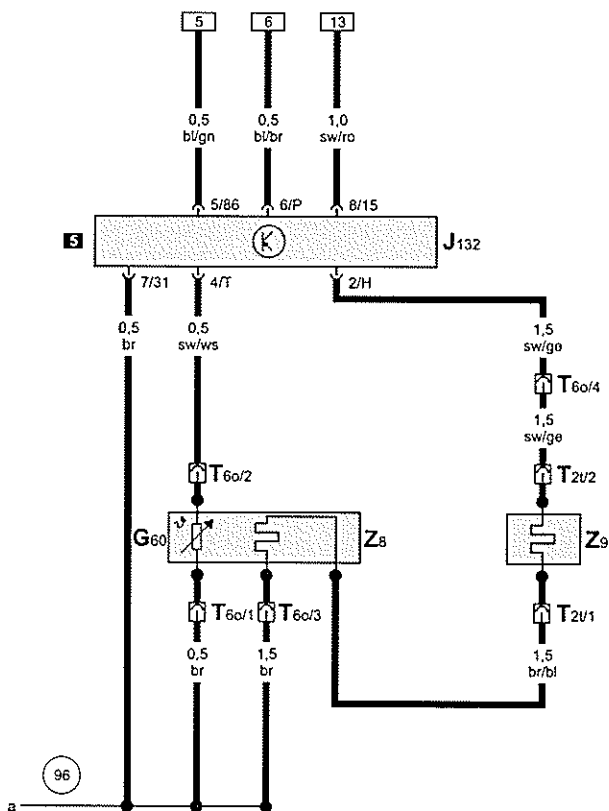 5 6 13
0,5 0,5 1,0
bl/gn bl/br sw/ro
5/86 6/P 8/15
5 J132
7/31 4/T 2/H
0,5 0,5 1,5
br sw/ws sw/ge
T6o/4
1,5
sw/ge
T6o/2 T2t/2
G60 Z8 Z9
T6o/1 T6o/3 T2t/1
0,5 1,5 1,5
br br br/bl
96
a